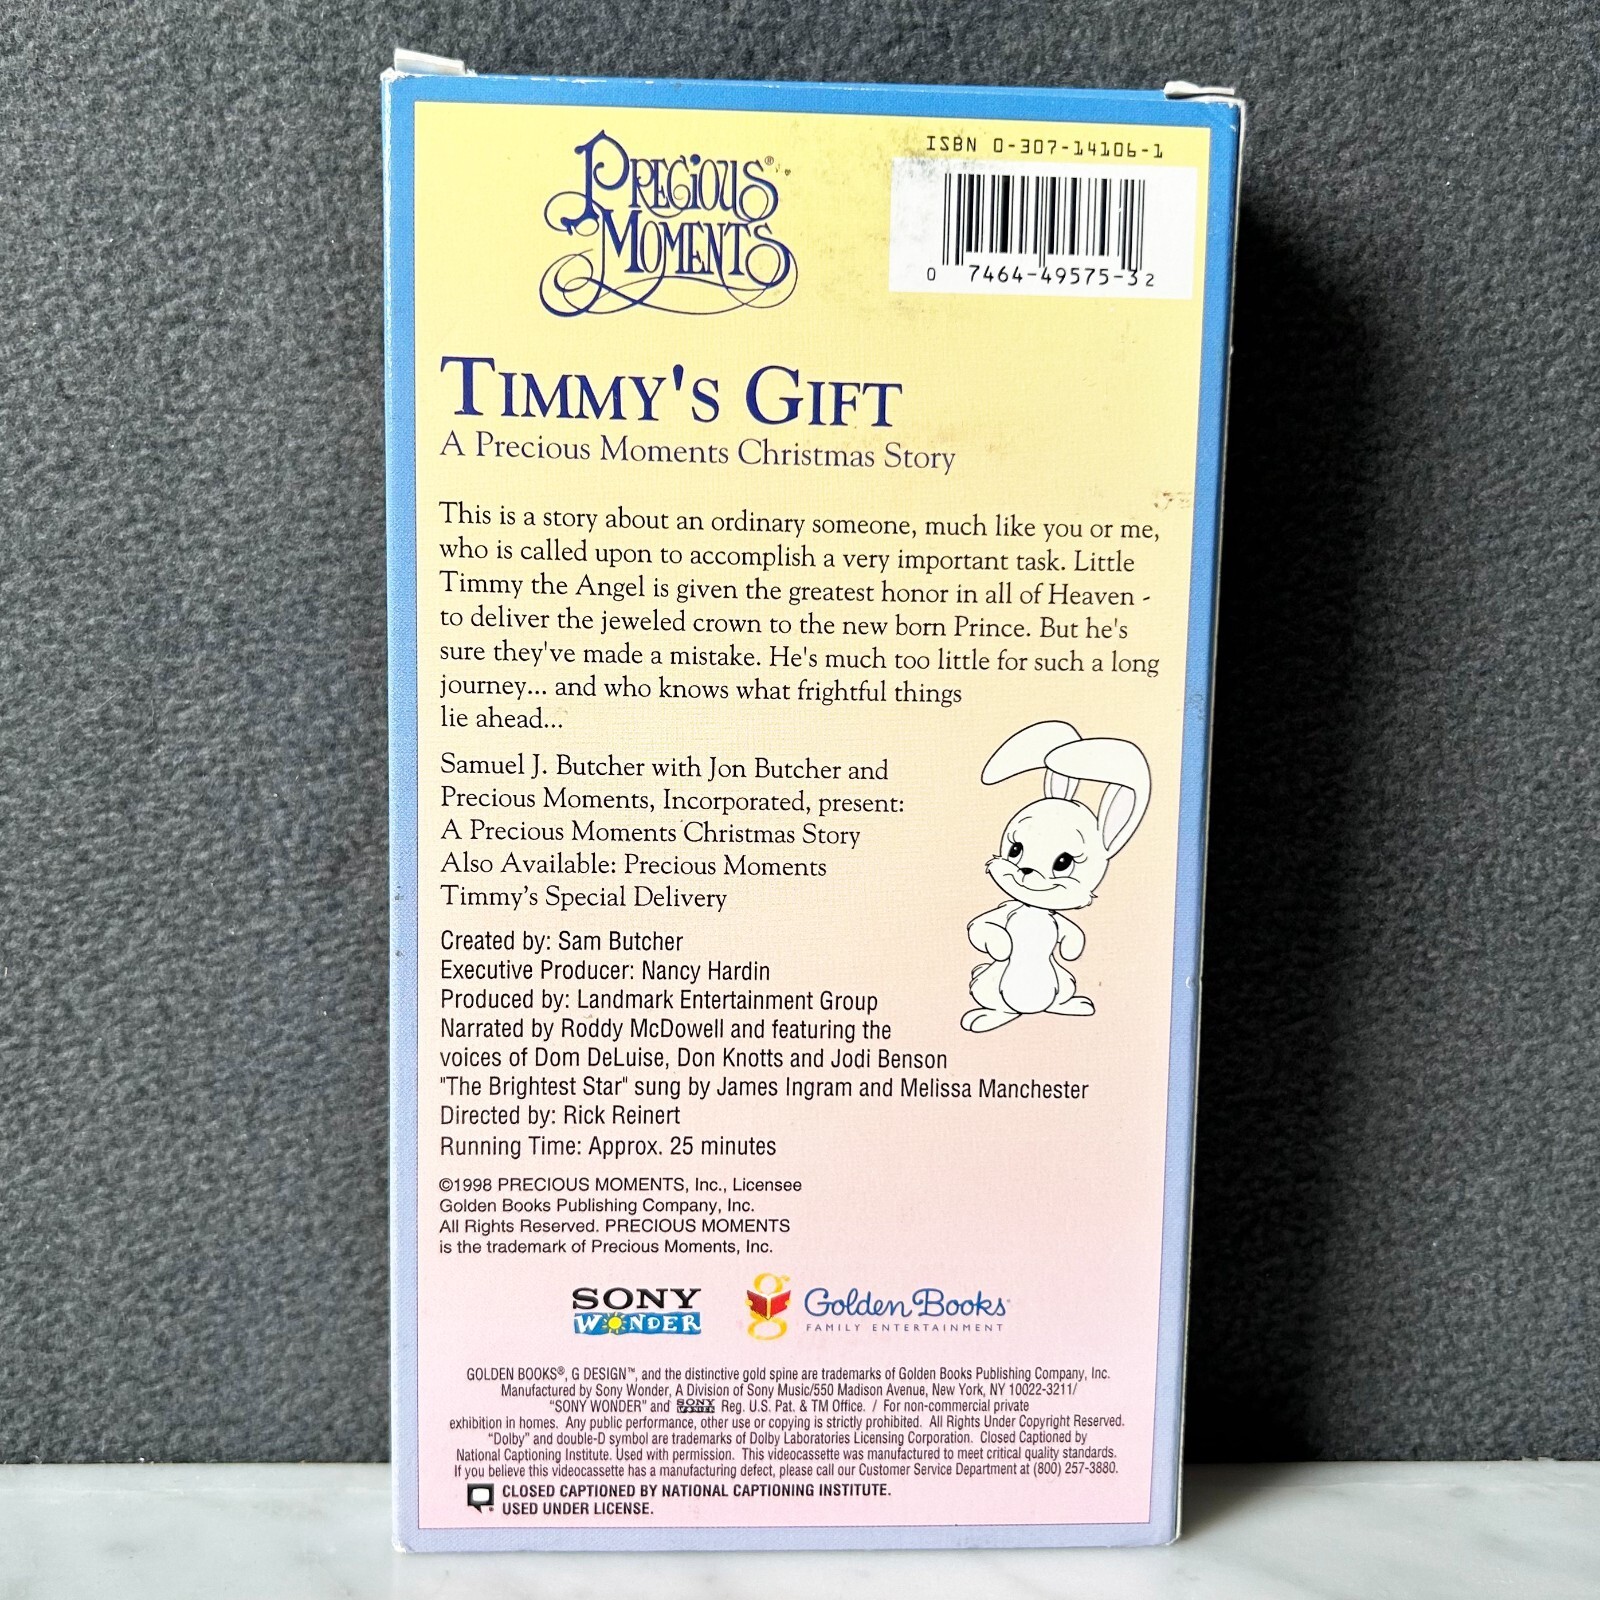 PRECIOUS®
MOMENTS
ISBN 0-307-14106-1
0 7464-49575-3 2
TIMMY'S GIFT
A Precious Moments Christmas Story
This is a story about an ordinary someone, much like you or me,
who is called upon to accomplish a very important task. Little
Timmy the Angel is given the greatest honor in all of Heaven -
to deliver the jeweled crown to the new born Prince. But he's
sure they've made a mistake. He's much too little for such a long
journey... and who knows what frightful things
lie ahead...
Samuel J. Butcher with Jon Butcher and
Precious Moments, Incorporated, present:
A Precious Moments Christmas Story
Also Available: Precious Moments
Timmy's Special Delivery
Created by: Sam Butcher
Executive Producer: Nancy Hardin
Produced by: Landmark Entertainment Group
Narrated by Roddy McDowell and featuring the
voices of Dom DeLuise, Don Knotts and Jodi Benson
"The Brightest Star" sung by James Ingram and Melissa Manchester
Directed by: Rick Reinert
Running Time: Approx. 25 minutes
©1998 PRECIOUS MOMENTS, Inc., Licensee
Golden Books Publishing Company, Inc.
All Rights Reserved. PRECIOUS MOMENTS
is the trademark of Precious Moments, Inc.
SONY
WONDER
g
Golden Books®
FAMILY ENTERTAINMENT
GOLDEN BOOKS®, G DESIGN™, and the distinctive gold spine are trademarks of Golden Books Publishing Company, Inc.
Manufactured by Sony Wonder, A Division of Sony Music/550 Madison Avenue, New York, NY 10022-3211/
"SONY WONDER" and SONY WONDER Reg. U.S. Pat. & TM Office. / For non-commercial private
exhibition in homes. Any public performance, other use or copying is strictly prohibited. All Rights Under Copyright Reserved.
"Dolby" and double-D symbol are trademarks of Dolby Laboratories Licensing Corporation. Closed Captioned by
National Captioning Institute. Used with permission. This videocassette was manufactured to meet critical quality standards.
If you believe this videocassette has a manufacturing defect, please call our Customer Service Department at (800) 257-3880.
CLOSED CAPTIONED BY NATIONAL CAPTIONING INSTITUTE.
USED UNDER LICENSE.